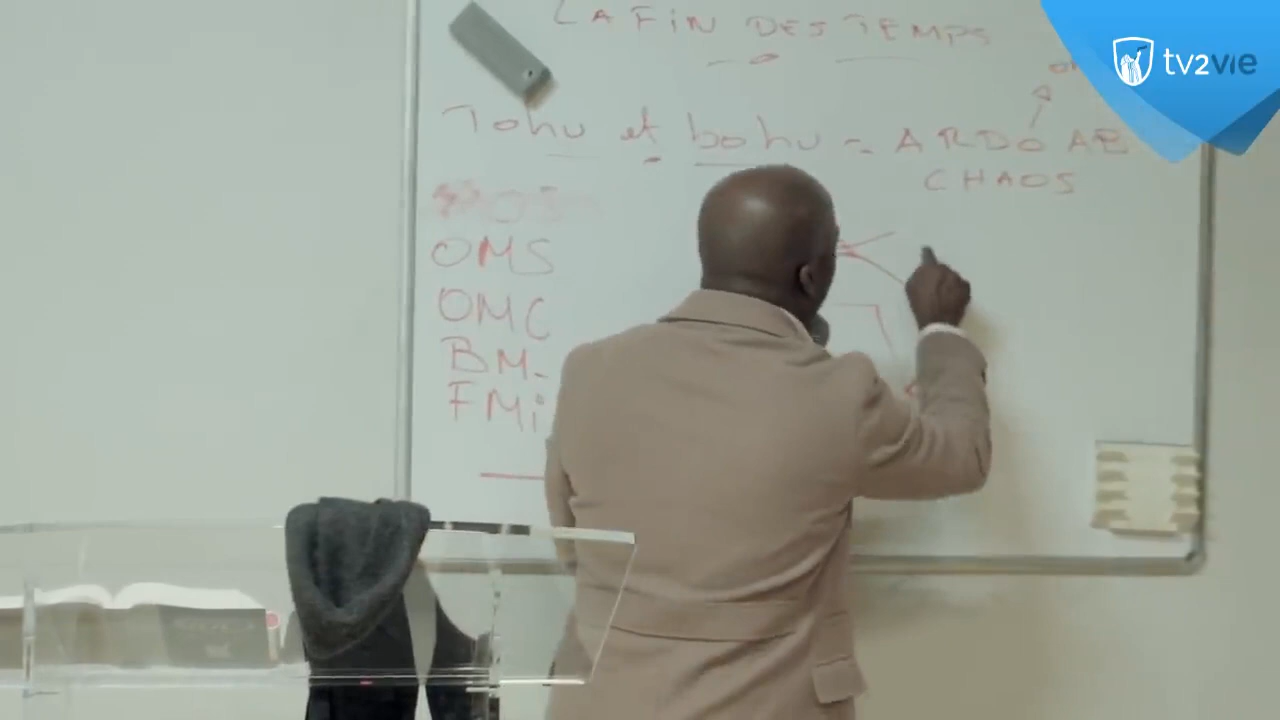 LA FIN DES TEMPS
tv2vie
Tohu et bohu = ARDO AB
CHAOS
OMS
OMC
BM
FMi